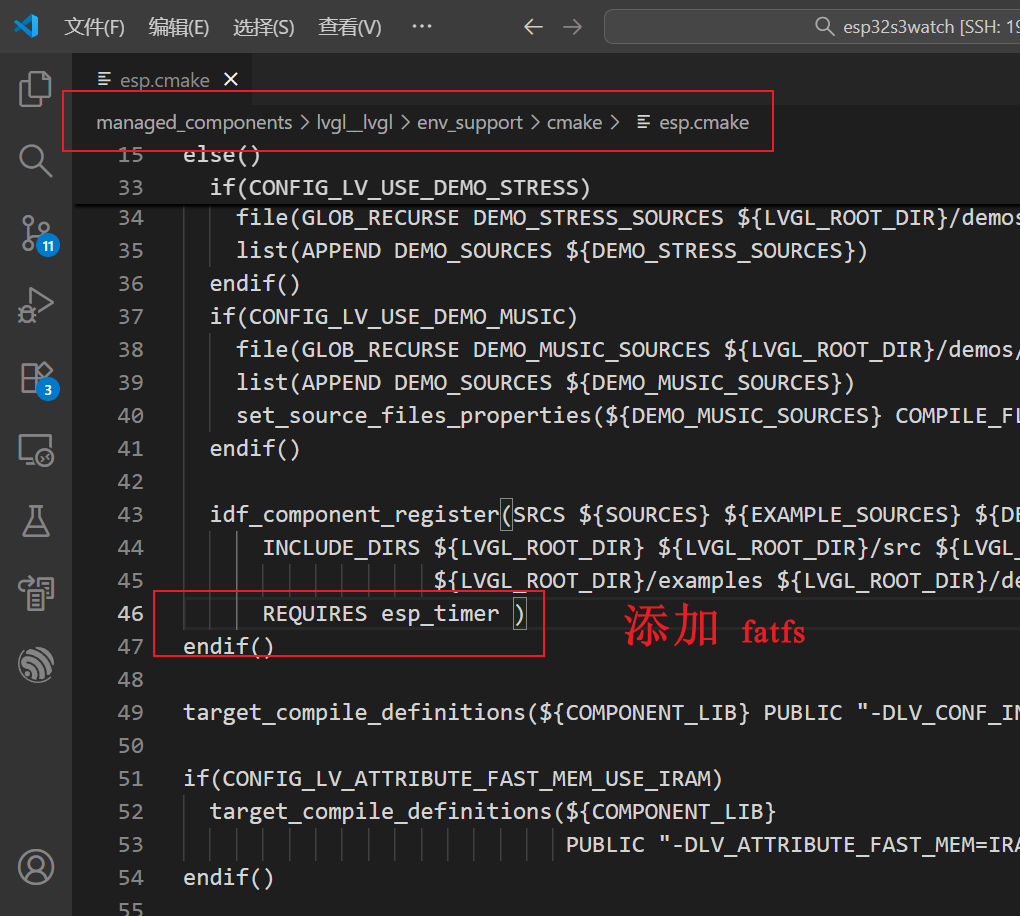 文件(F) 编辑(E) 选择(S) 查看(V) ··· esp32s3watch [SSH: 19
esp.cmake
managed_components > lvgl__lvgl > env_support > cmake > esp.cmake
15 else()
33 if(CONFIG_LV_USE_DEMO_STRESS)
34 file(GLOB_RECURSE DEMO_STRESS_SOURCES ${LVGL_ROOT_DIR}/demos
35 list(APPEND DEMO_SOURCES ${DEMO_STRESS_SOURCES})
36 endif()
37 if(CONFIG_LV_USE_DEMO_MUSIC)
38 file(GLOB_RECURSE DEMO_MUSIC_SOURCES ${LVGL_ROOT_DIR}/demos/
39 list(APPEND DEMO_SOURCES ${DEMO_MUSIC_SOURCES})
40 set_source_files_properties(${DEMO_MUSIC_SOURCES} COMPILE_FL
41 endif()
42
43 idf_component_register(SRCS ${SOURCES} ${EXAMPLE_SOURCES} ${DE
44 INCLUDE_DIRS ${LVGL_ROOT_DIR} ${LVGL_ROOT_DIR}/src ${LVGL_
45 ${LVGL_ROOT_DIR}/examples ${LVGL_ROOT_DIR}/de
46 REQUIRES esp_timer )
添加 fatfs
47 endif()
48
49 target_compile_definitions(${COMPONENT_LIB} PUBLIC "-DLV_CONF_IN
50
51 if(CONFIG_LV_ATTRIBUTE_FAST_MEM_USE_IRAM)
52 target_compile_definitions(${COMPONENT_LIB}
53 PUBLIC "-DLV_ATTRIBUTE_FAST_MEM=IRA
54 endif()
55
11
3